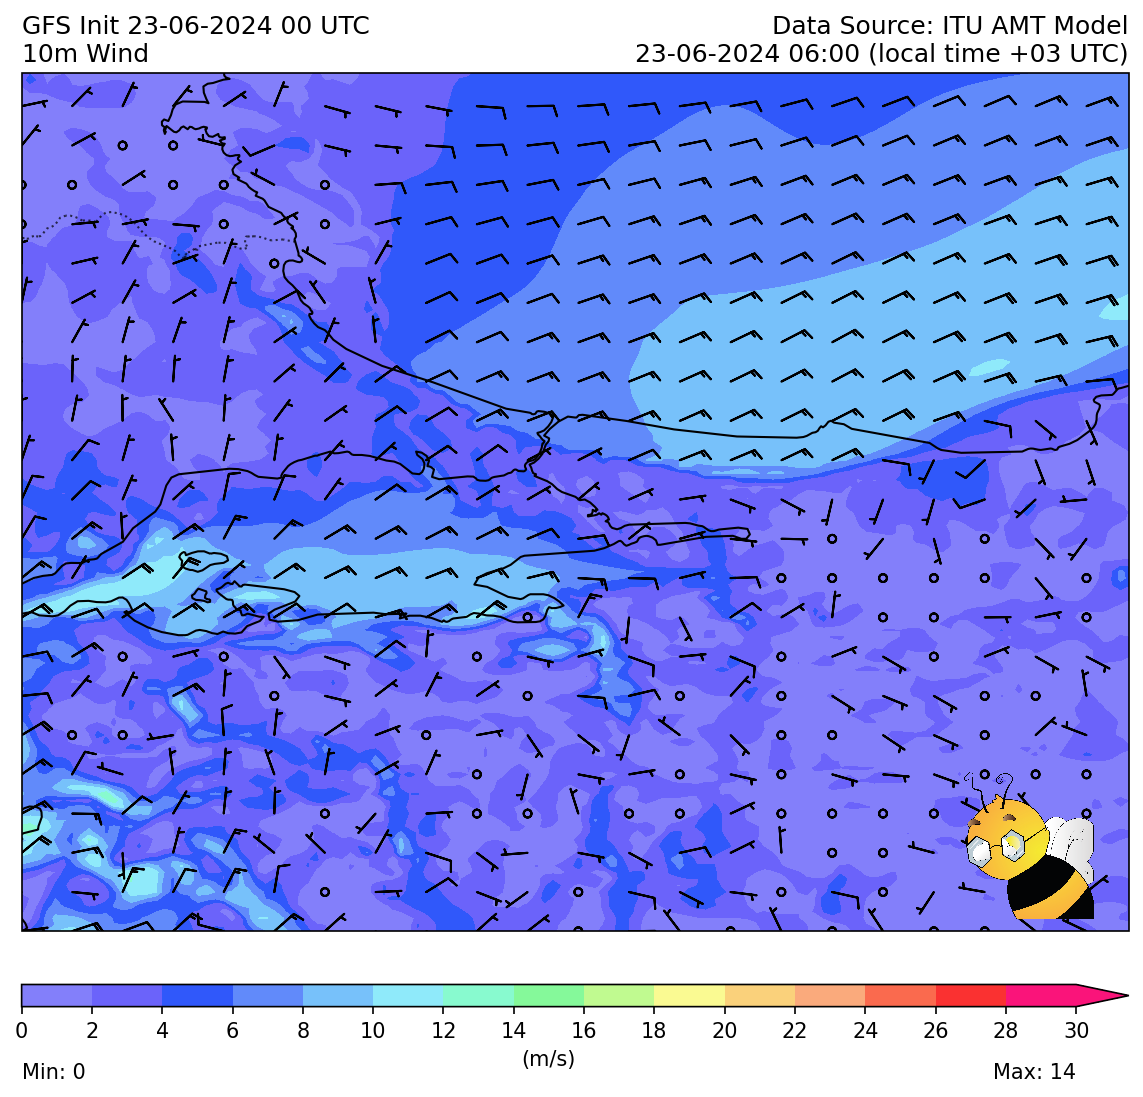 GFS Init 23-06-2024 00 UTC
Data Source: ITU AMT Model
10m Wind
23-06-2024 06:00 (local time +03 UTC)
0 2 4 6 8 10 12 14 16 18 20 22 24 26 28 30
(m/s)
Min: 0
Max: 14